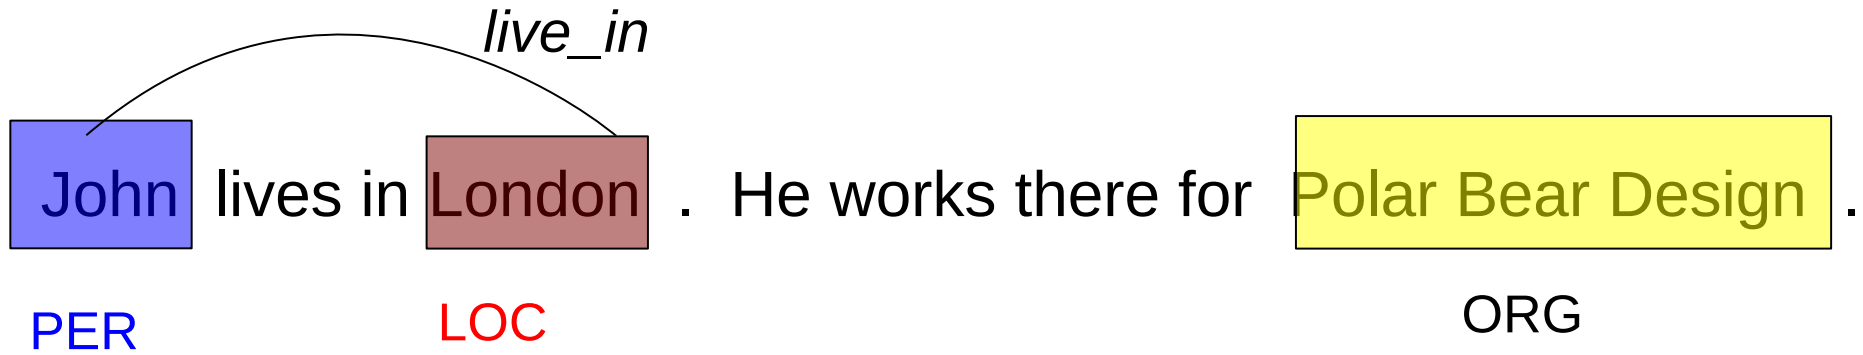 live_in
John lives in London . He works there for Polar Bear Design .
PER LOC ORG